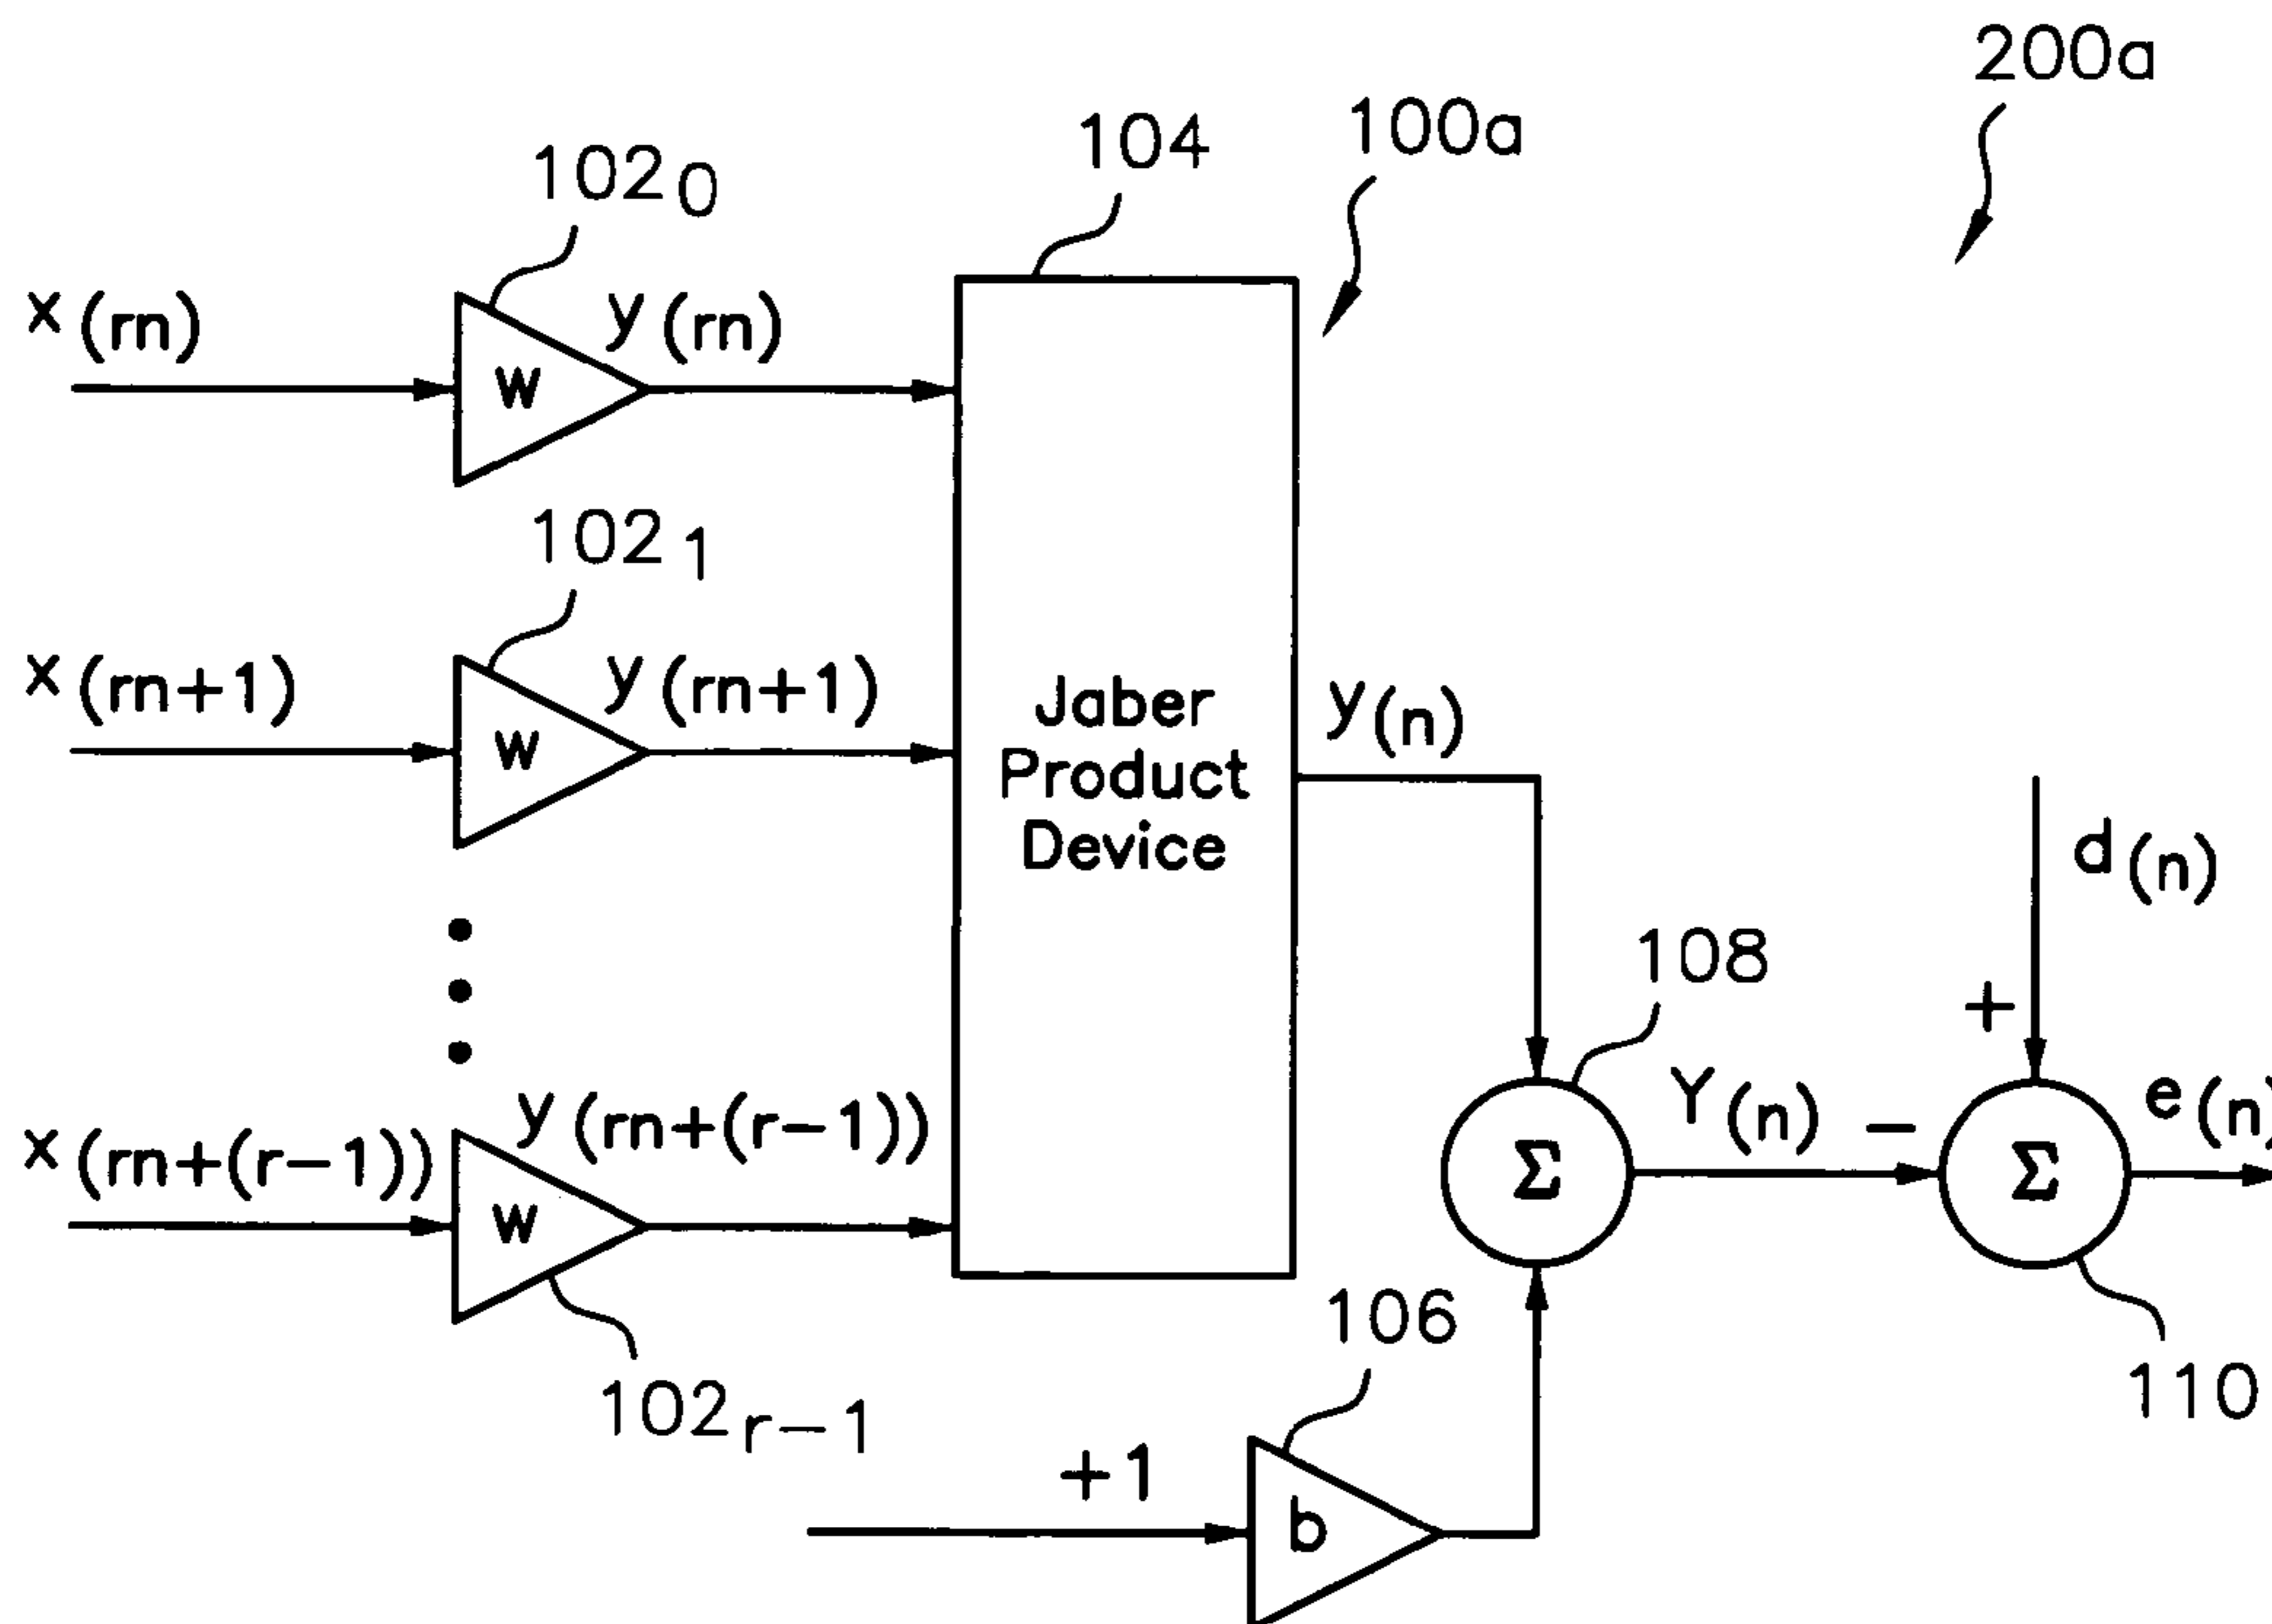 200a
104
100a
102 0
x (rn)
w
y (rn)
102 1
x (rn+1)
w
y (rn+1)
Jaber
Product
Device
y (n)
d (n)
108
+
x (rn+(r-1))
w
y (rn+(r-1))
Σ
Y (n)
-
Σ
e (n)
102 r-1
106
110
+1
b